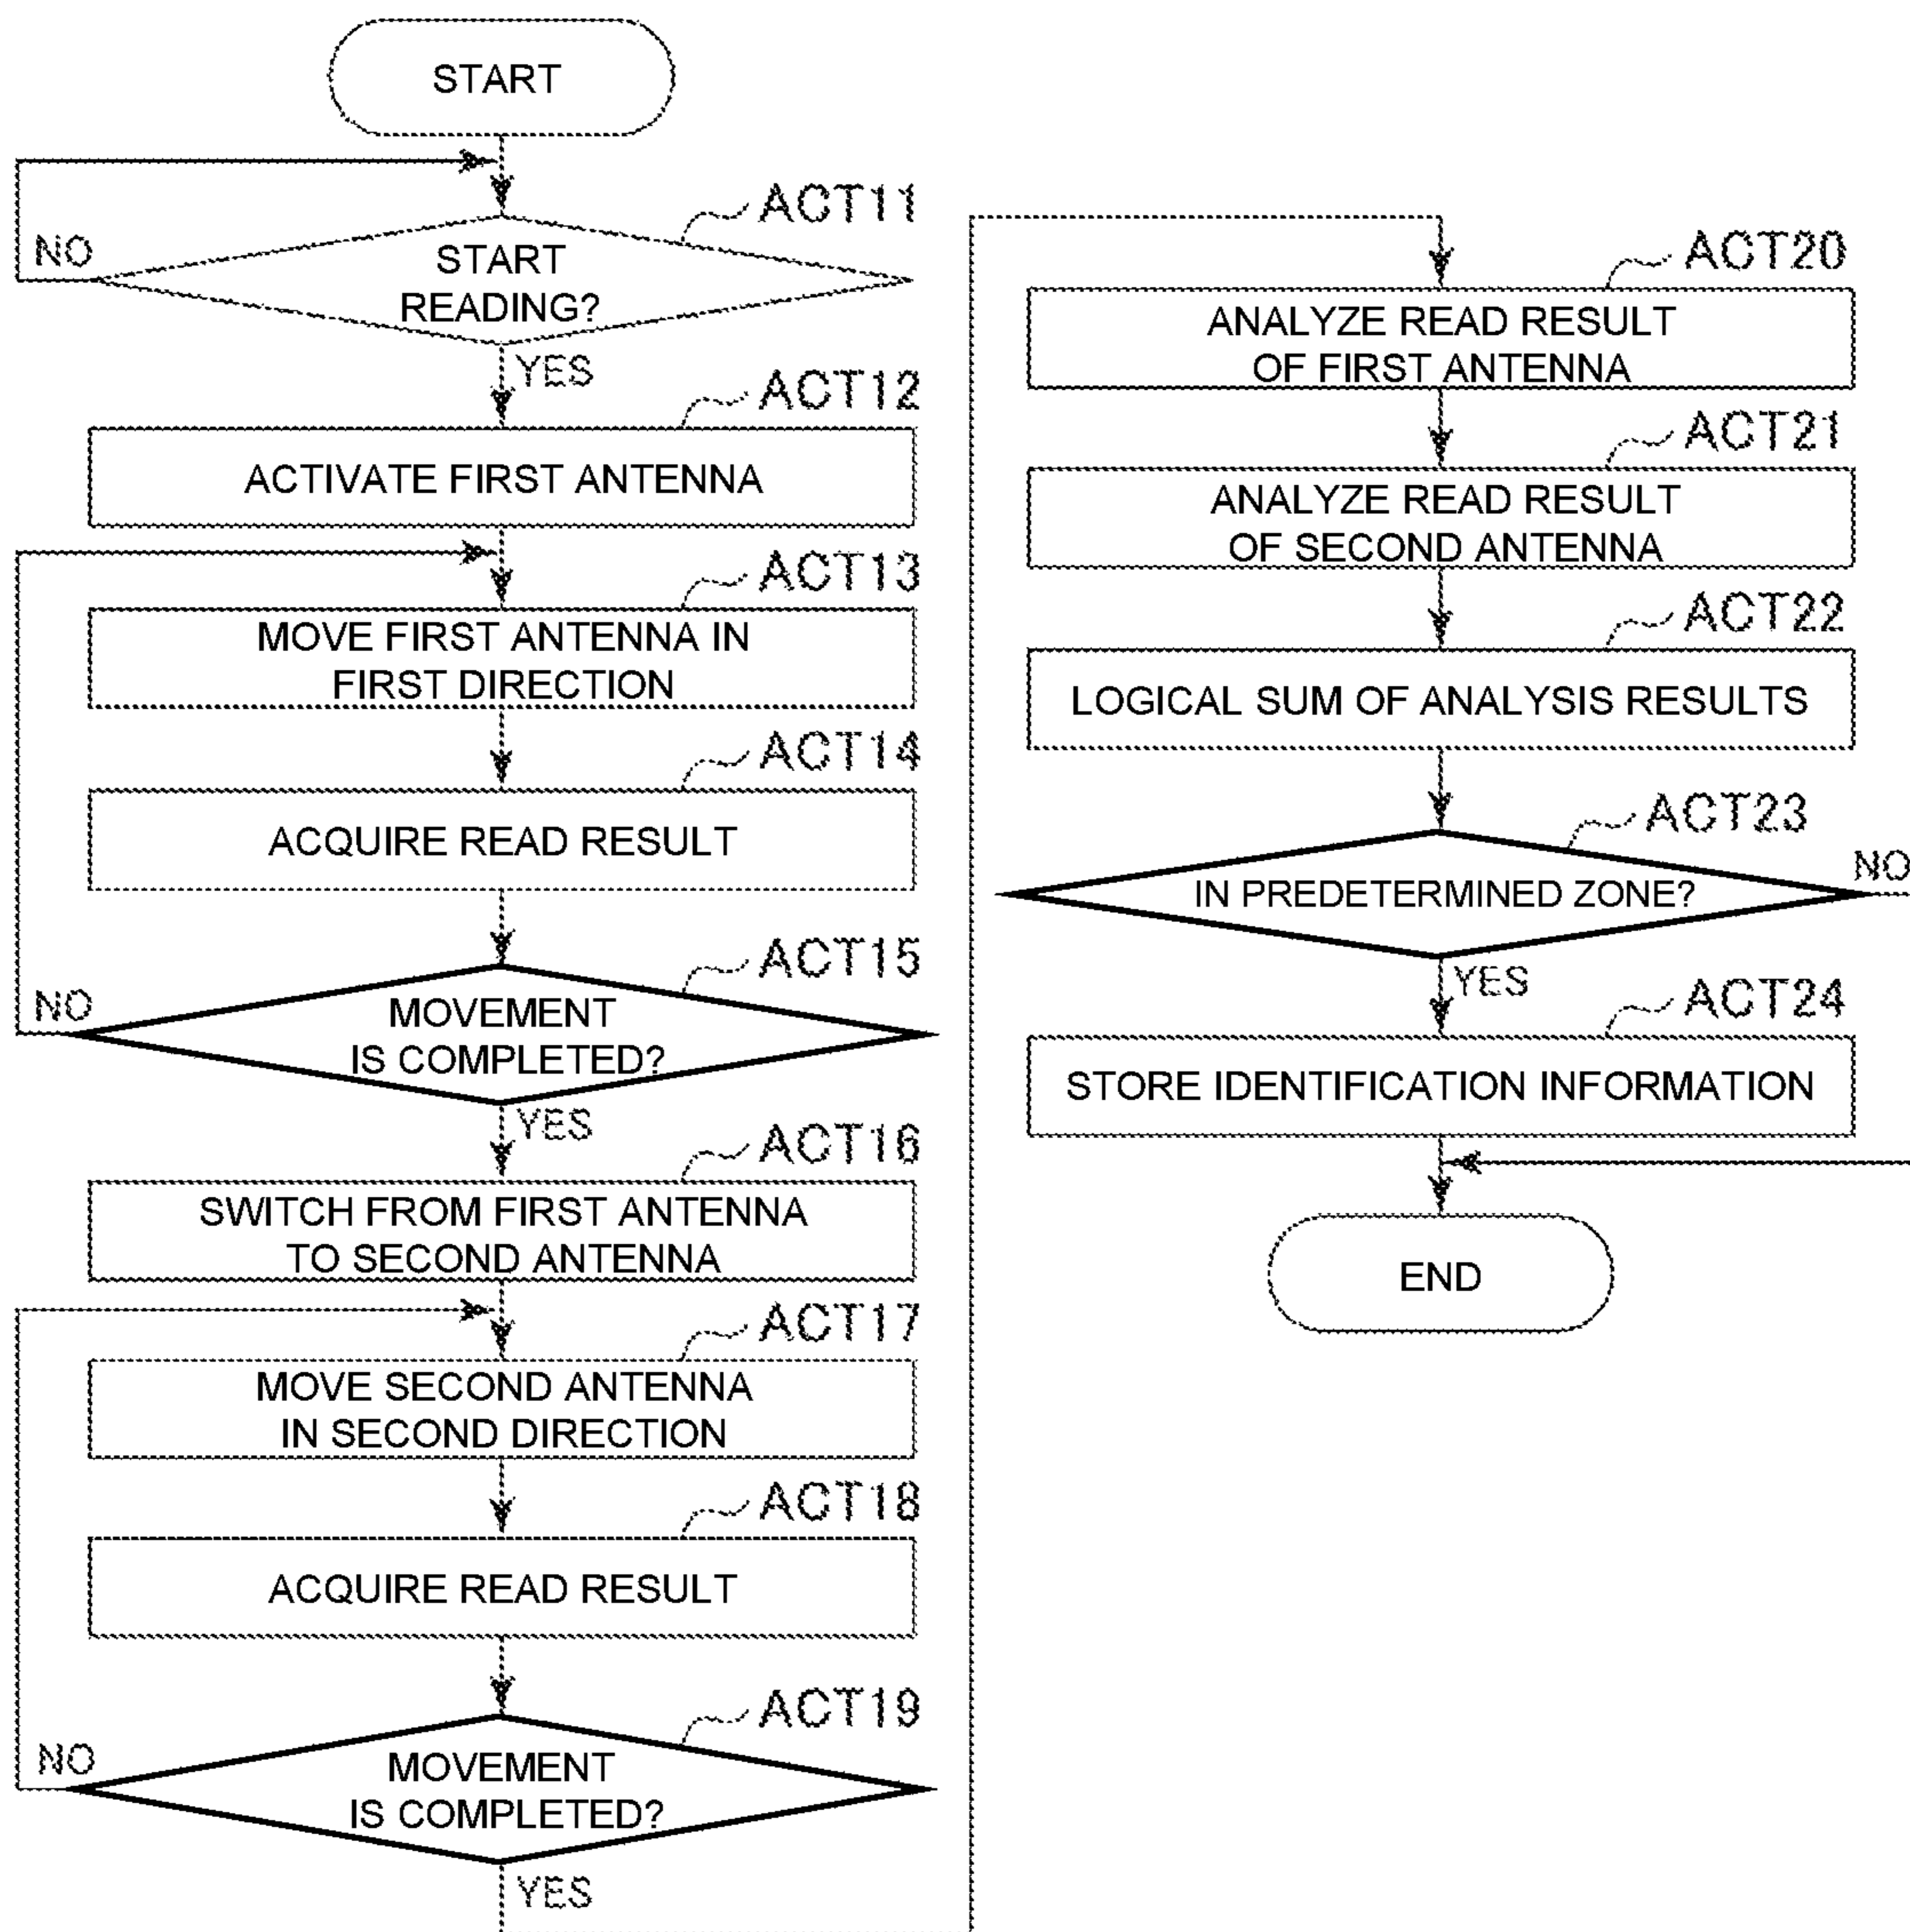 START
ACT11
NO
START
READING?
YES
ACT12
ACTIVATE FIRST ANTENNA
ACT13
MOVE FIRST ANTENNA IN
FIRST DIRECTION
ACT14
ACQUIRE READ RESULT
ACT15
NO
MOVEMENT
IS COMPLETED?
YES
ACT16
SWITCH FROM FIRST ANTENNA
TO SECOND ANTENNA
ACT17
MOVE SECOND ANTENNA
IN SECOND DIRECTION
ACT18
ACQUIRE READ RESULT
ACT19
NO
MOVEMENT
IS COMPLETED?
YES
ACT20
ANALYZE READ RESULT
OF FIRST ANTENNA
ACT21
ANALYZE READ RESULT
OF SECOND ANTENNA
ACT22
LOGICAL SUM OF ANALYSIS RESULTS
ACT23
NO
IN PREDETERMINED ZONE?
YES
ACT24
STORE IDENTIFICATION INFORMATION
END